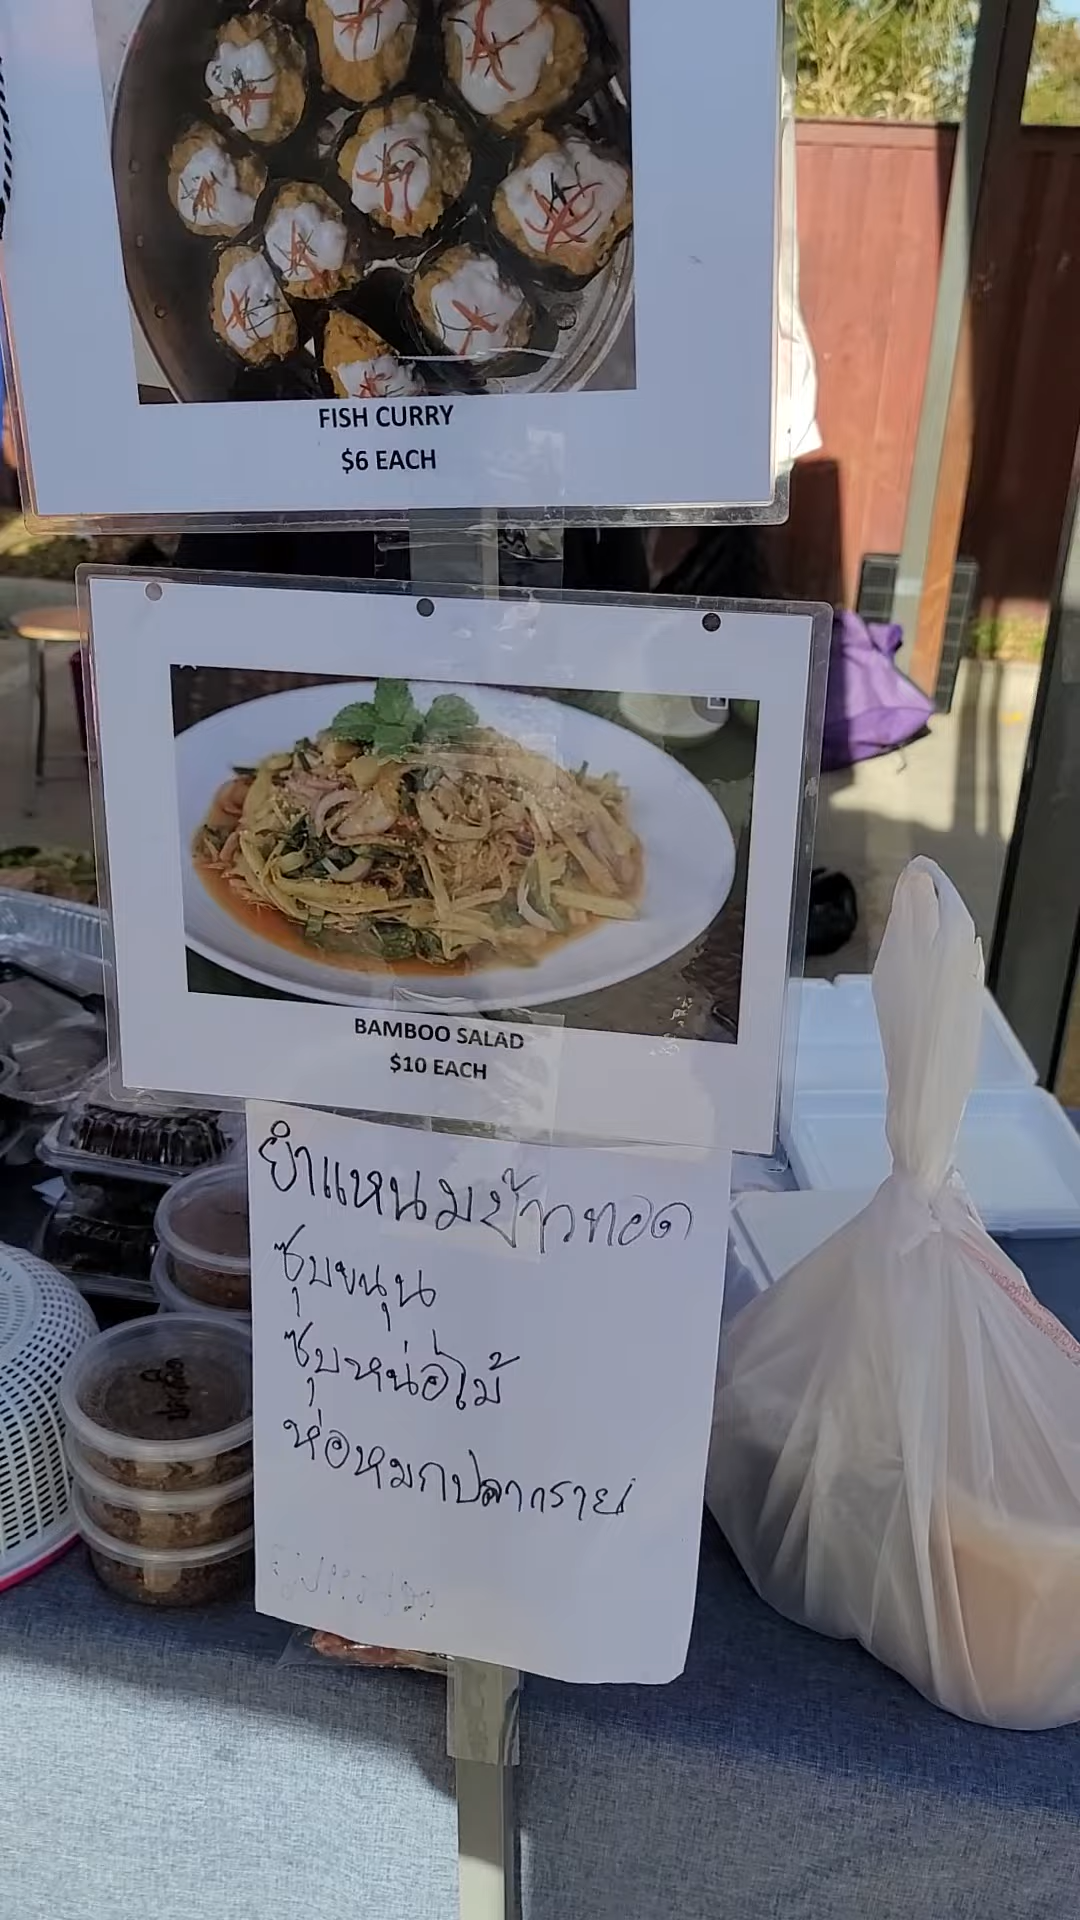 FISH CURRY
$6 EACH
BAMBOO SALAD
$10 EACH
ยำแหนมข้าวทอด
ซุบขนุน
ซุบหน่อไม้
ห่อหมกปลากราย